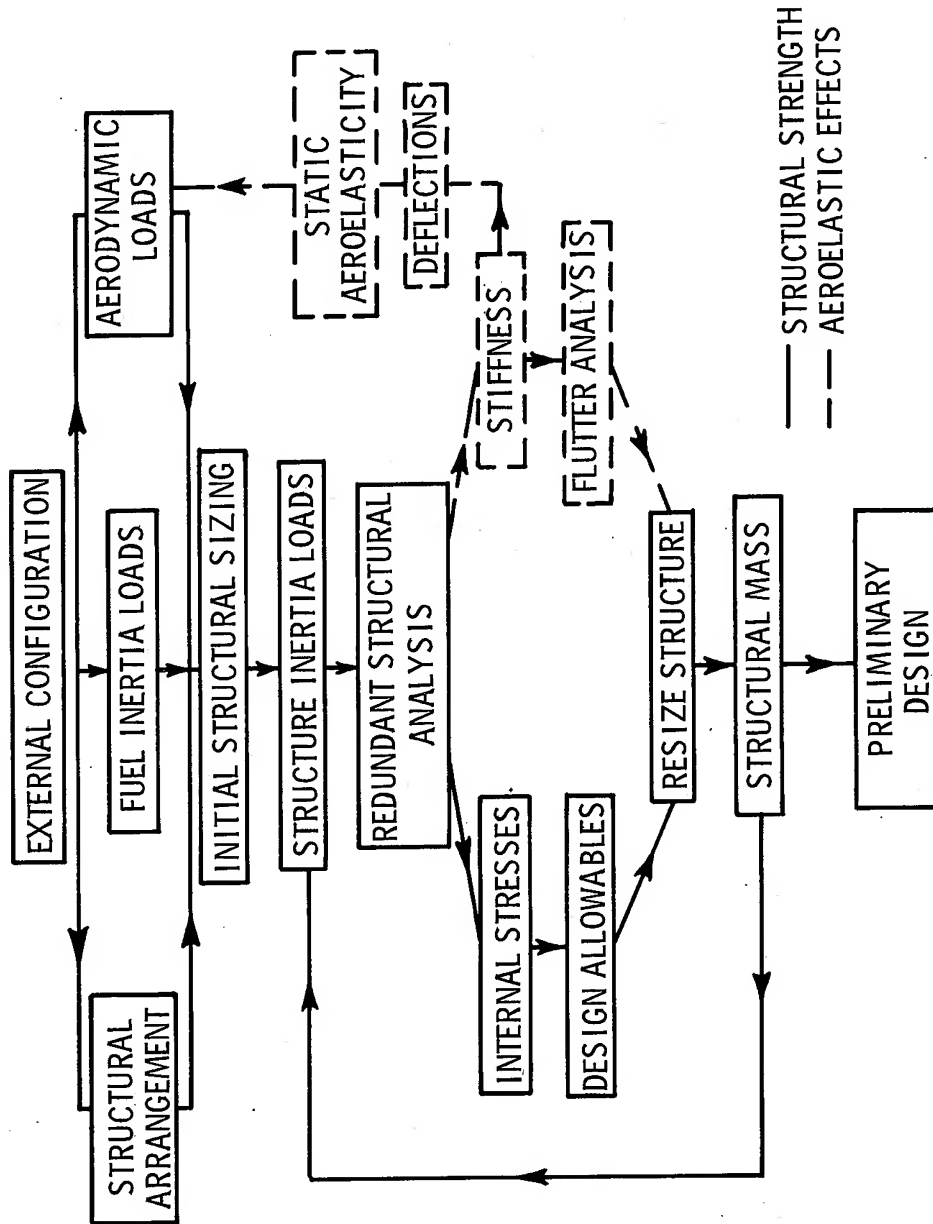 EXTERNAL CONFIGURATION
STRUCTURAL
ARRANGEMENT
FUEL INERTIA LOADS
AERODYNAMIC
LOADS
INITIAL STRUCTURAL SIZING
STRUCTURE INERTIA LOADS
REDUNDANT STRUCTURAL
ANALYSIS
STATIC
AEROELASTICITY
DEFLECTIONS
INTERNAL STRESSES
STIFFNESS
DESIGN ALLOWABLES
FLUTTER ANALYSIS
RESIZE STRUCTURE
STRUCTURAL MASS
PRELIMINARY
DESIGN
STRUCTURAL STRENGTH
AEROELASTIC EFFECTS